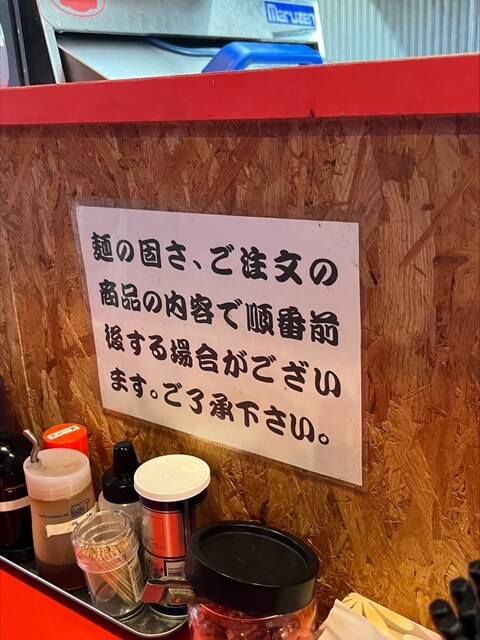 Maruzen
麺の固さ、ご注文の
商品の内容で順番前
後する場合がござい
ます。ご了承下さい。